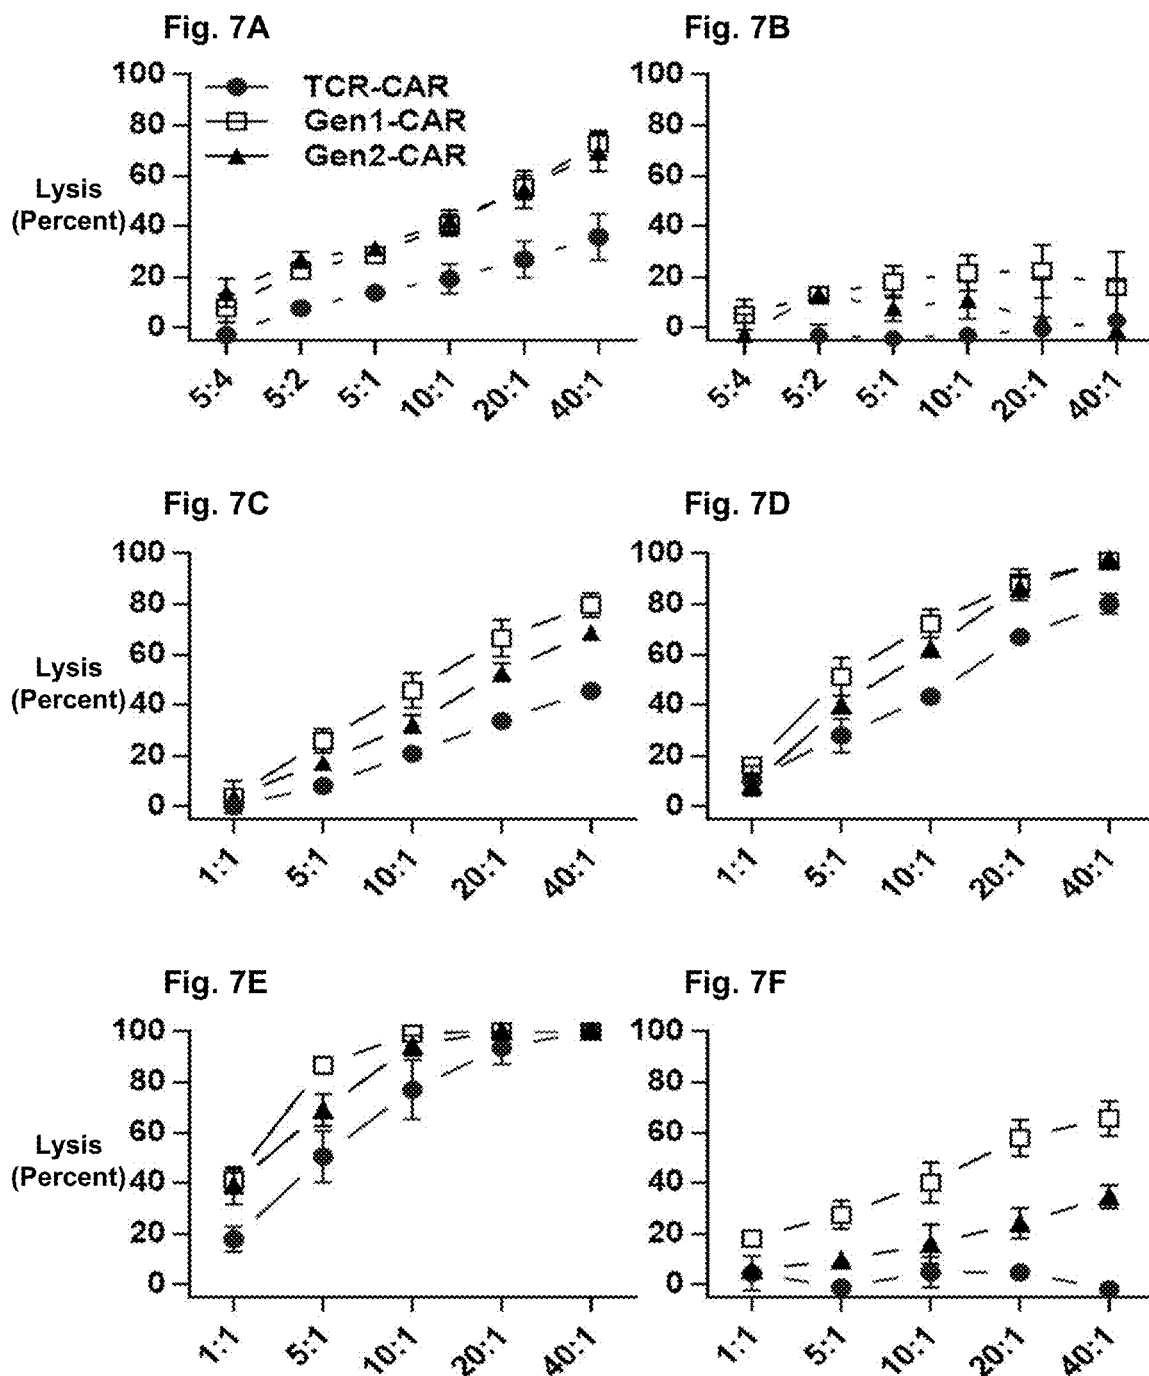 Fig. 7A Fig. 7B
100 100
TCR-CAR
80 Gen1-CAR 80
Gen2-CAR
60 60
Lysis
(Percent) 40 40
20 20
0 0
5:4 5:2 5:1 10:1 20:1 40:1 5:4 5:2 5:1 10:1 20:1 40:1
Fig. 7C Fig. 7D
100 100
80 80
60 60
Lysis
(Percent) 40 40
20 20
0 0
1:1 5:1 10:1 20:1 40:1 1:1 5:1 10:1 20:1 40:1
Fig. 7E Fig. 7F
100 100
80 80
60 60
Lysis
(Percent) 40 40
20 20
0 0
1:1 5:1 10:1 20:1 40:1 1:1 5:1 10:1 20:1 40:1